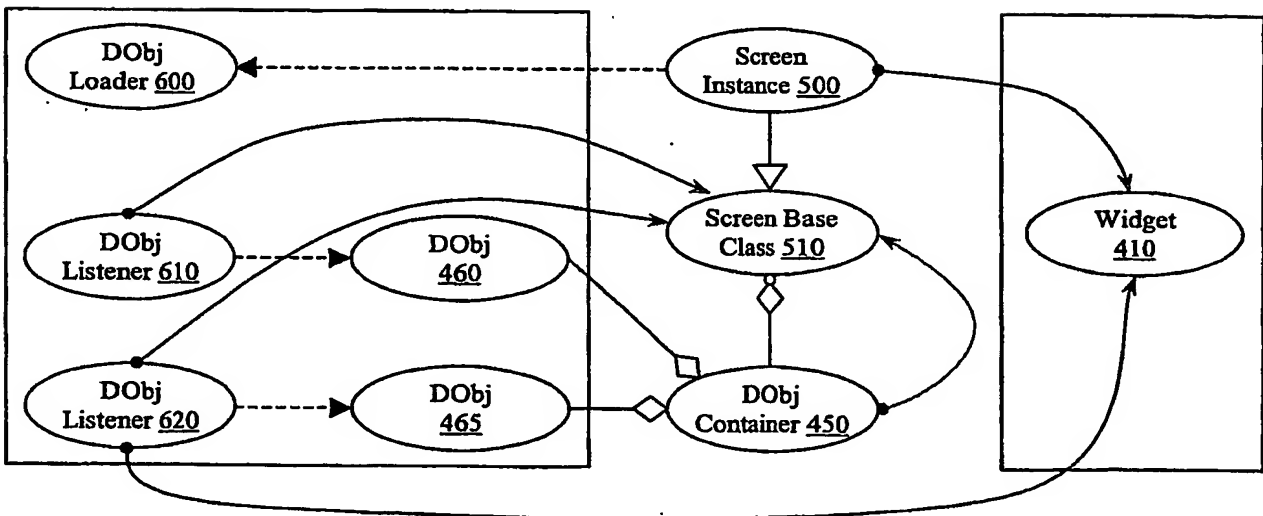 DObj
Loader 600
Screen
Instance 500
DObj
Listener 610
DObj
460
Screen Base
Class 510
Widget
410
DObj
Listener 620
DObj
465
DObj
Container 450